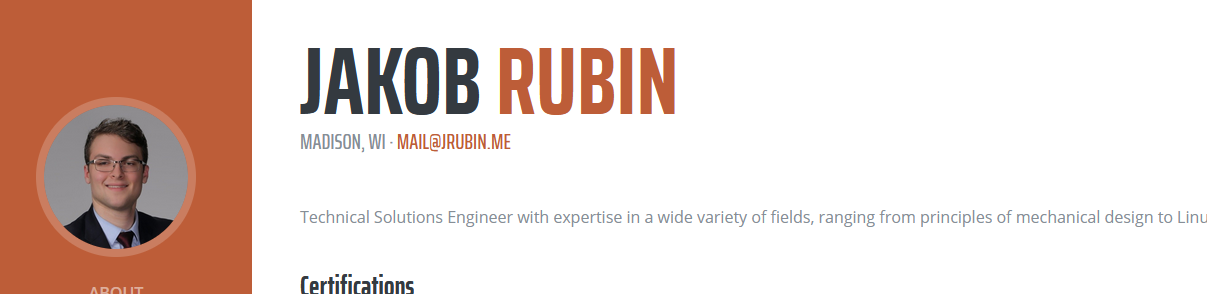 JAKOB RUBIN
MADISON, WI · MAIL@JRUBIN.ME
Technical Solutions Engineer with expertise in a wide variety of fields, ranging from principles of mechanical design to Linu
Certifications
ABOUT